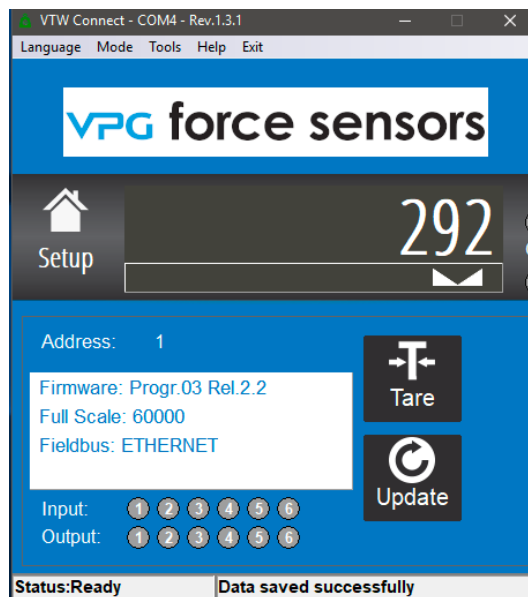 VTW Connect - COM4 - Rev.1.3.1
Language Mode Tools Help Exit
VPG force sensors
292
Setup
Address: 1
Firmware: Progr.03 Rel.2.2
Full Scale: 60000
Fieldbus: ETHERNET
T
Tare
Update
Input: 1 2 3 4 5 6
Output: 1 2 3 4 5 6
Status:Ready Data saved successfully